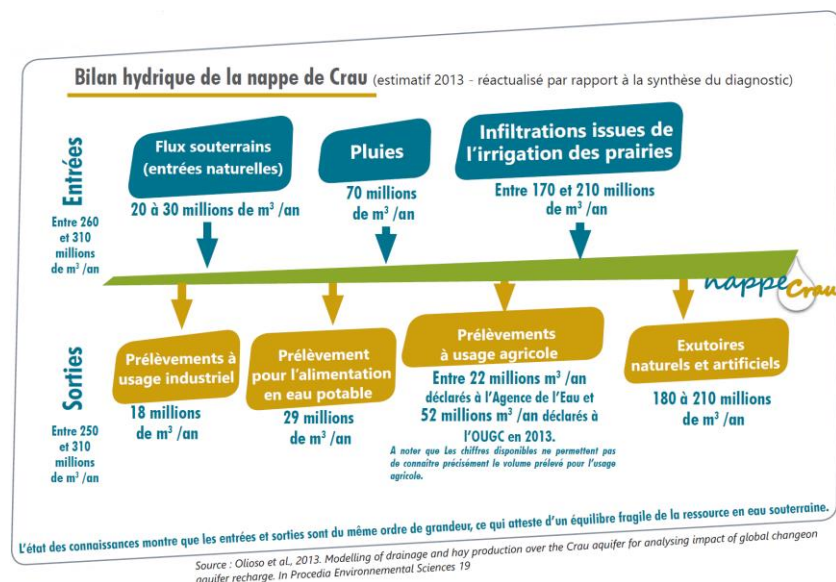 Bilan hydrique de la nappe de Crau (estimatif 2013 - réactualisé par rapport à la synthèse du diagnostic)
Entrées
Entre 260
et 310
millions
de m³ /an
Flux souterrains
(entrées naturelles)
20 à 30 millions de m³ /an
Pluies
70 millions
de m³ /an
Infiltrations issues de
l'irrigation des prairies
Entre 170 et 210 millions
de m³ /an
nappe Crau
Sorties
Entre 250
et 310
millions
de m³ /an
Prélèvements à
usage industriel
18 millions
de m³ /an
Prélèvement
pour l'alimentation
en eau potable
29 millions
de m³ /an
Prélèvements
à usage agricole
Entre 22 millions m³ /an
déclarés à l'Agence de l'Eau et
52 millions m³ /an déclarés à
l'OUGC en 2013.
A noter que Les chiffres disponibles ne permettent pas
de connaitre précisément le volume prélevé pour l'usage
agricole.
Exutoires
naturels et artificiels
180 à 210 millions
de m³ /an
L'état des connaissances montre que les entrées et sorties sont du même ordre de grandeur, ce qui atteste d'un équilibre fragile de la ressource en eau souterraine.
Source : Olioso et al., 2013. Modelling of drainage and hay production over the Crau aquifer for analysing impact of global changeon
aquifer recharge. In Procedia Environnemental Sciences 19